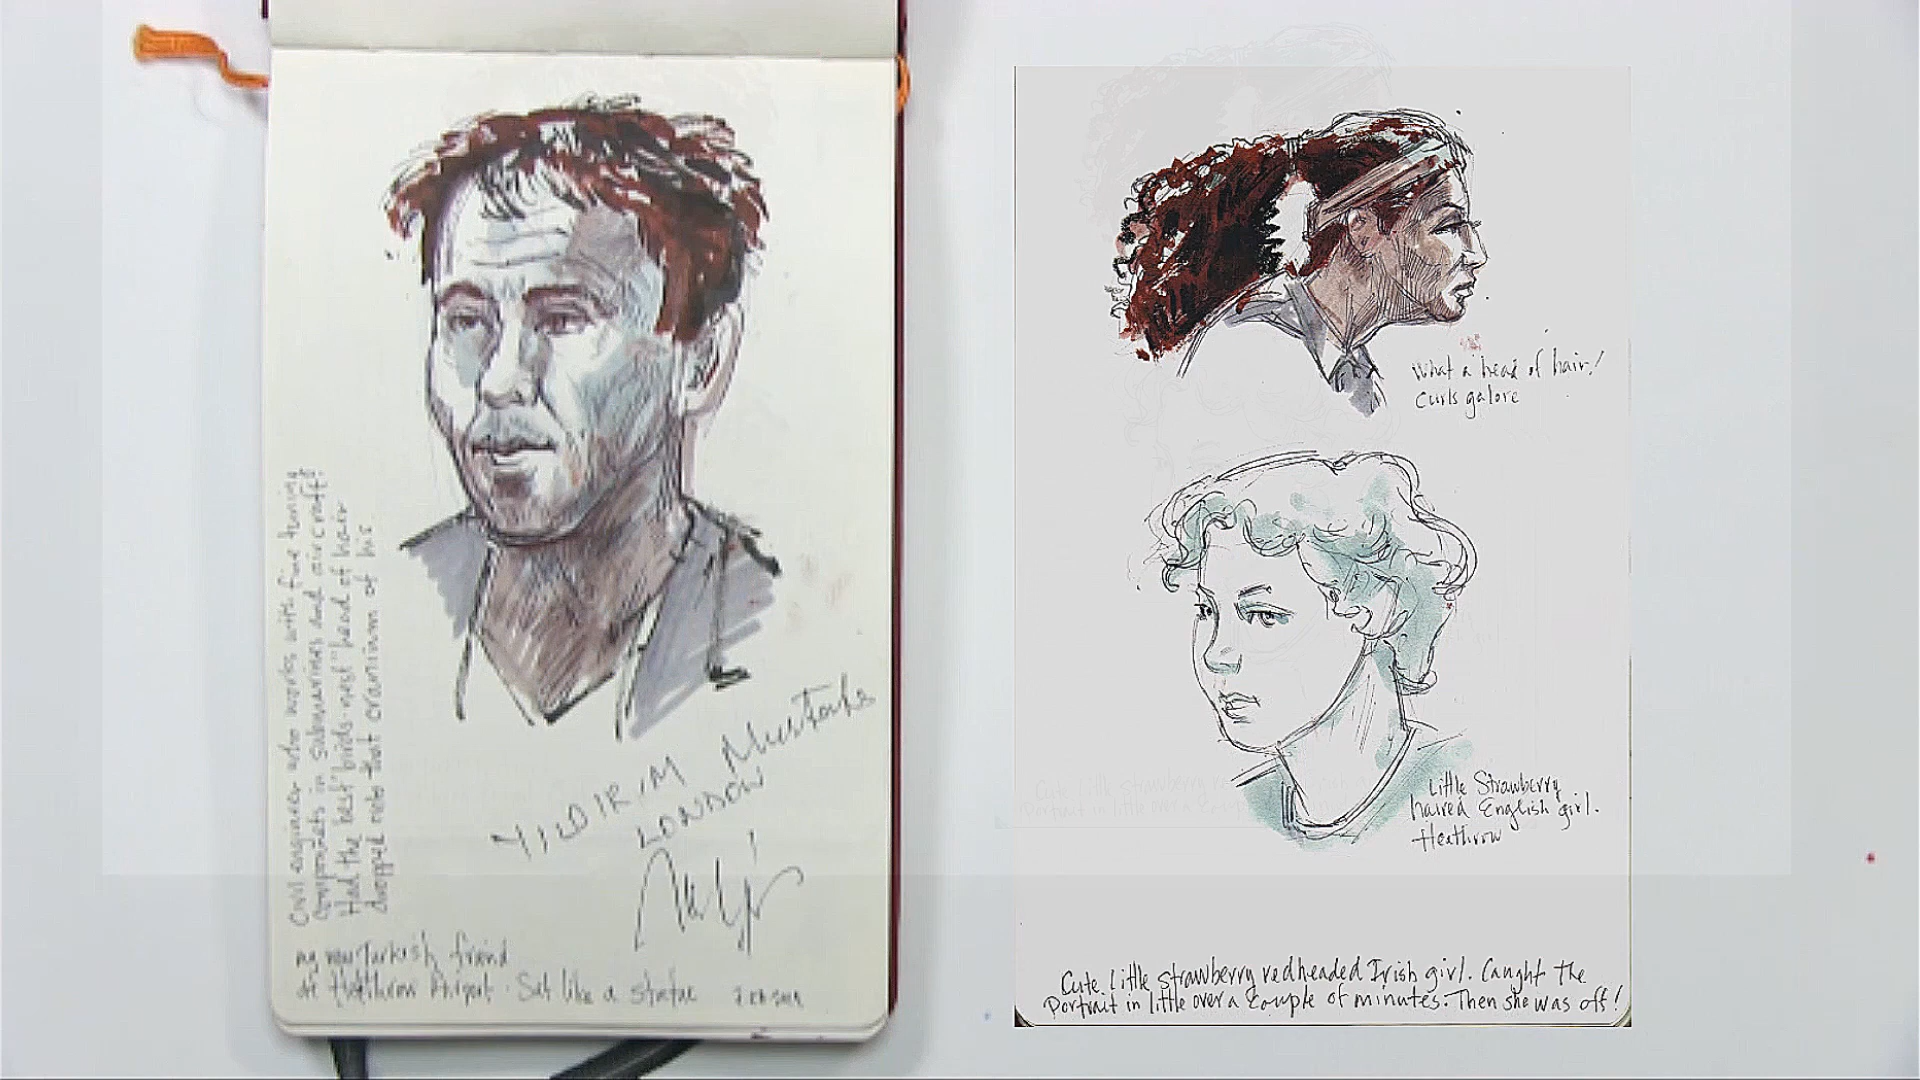 Civil engineer who works with fine tuning
components in submarines and aircraft!
Had the best "birds-nest" head of hair
dropped onto that cranium of his
YILDIRIM Mustafa
LONDON
my new Turkish friend
at Heathrow Airport. Sat like a statue
What a head of hair!
Curls galore
Little Strawberry
haired English girl.
Heathrow
Cute little strawberry redheaded Irish girl. Caught the
Portrait in little over a couple of minutes. Then she was off!